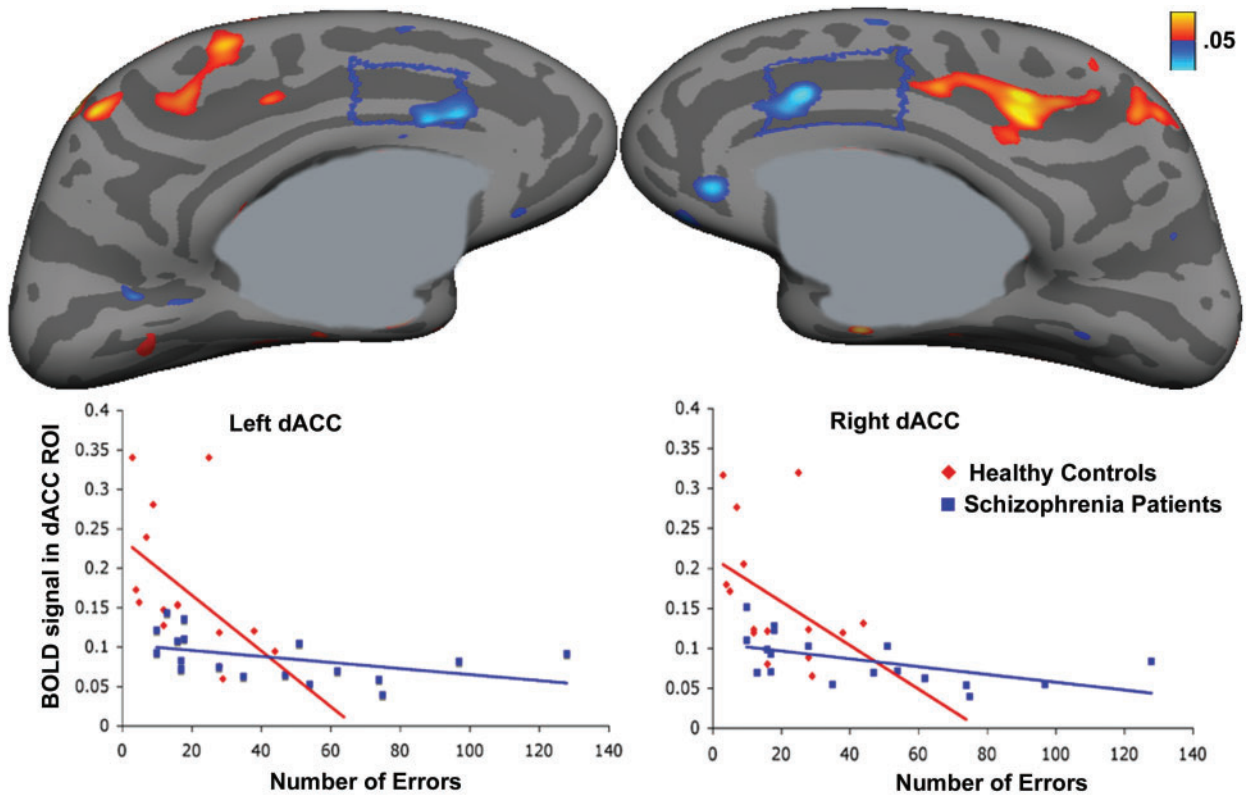 .05
Left dACC
Right dACC
BOLD signal in dACC ROI
0.4
0.35
0.3
0.25
0.2
0.15
0.1
0.05
0
0 20 40 60 80 100 120 140
Number of Errors
0.4
0.35
0.3
0.25
0.2
0.15
0.1
0.05
0
0 20 40 60 80 100 120 140
Number of Errors
Healthy Controls
Schizophrenia Patients